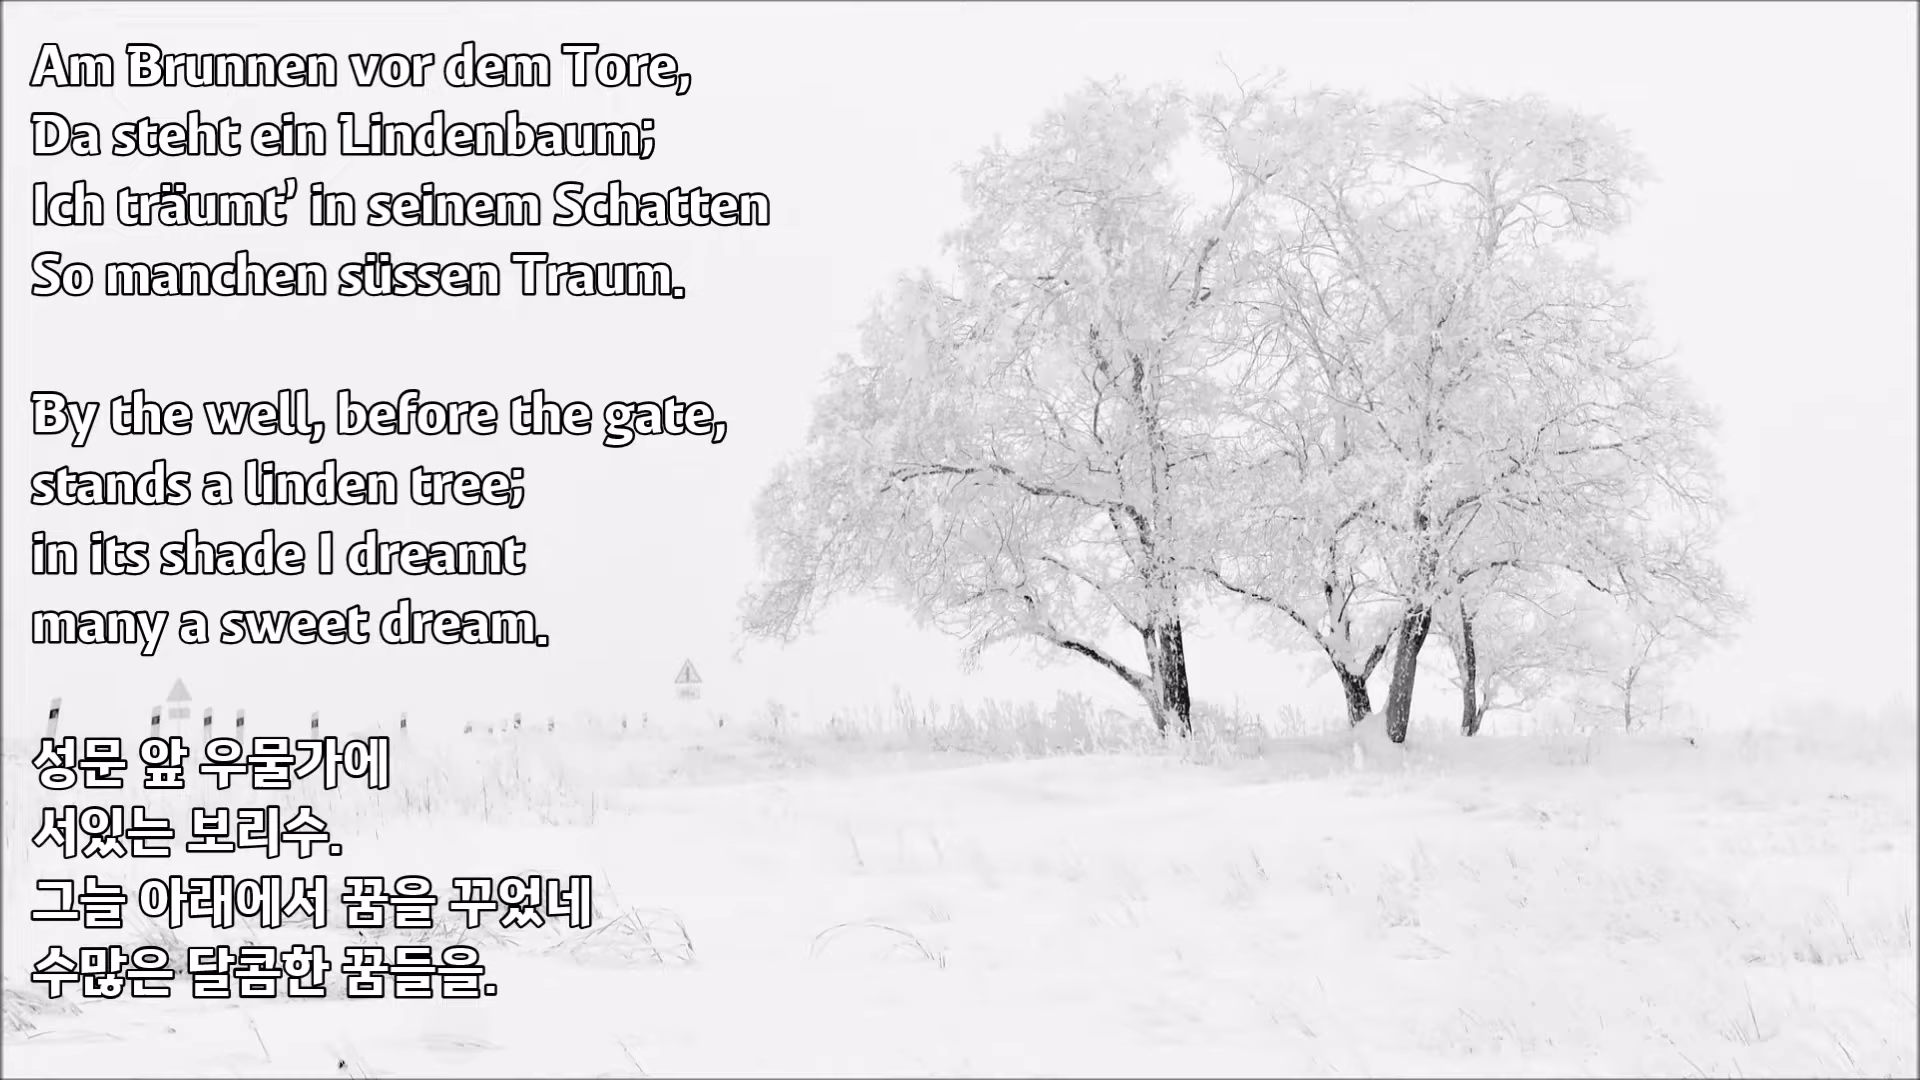 Am Brunnen vor dem Tore,
Da steht ein Lindenbaum;
Ich träumt’ in seinem Schatten
So manchen süssen Traum.
By the well, before the gate,
stands a linden tree;
in its shade I dreamt
many a sweet dream.
성문 앞 우물가에
서있는 보리수.
그늘 아래에서 꿈을 꾸었네
수많은 달콤한 꿈들을.